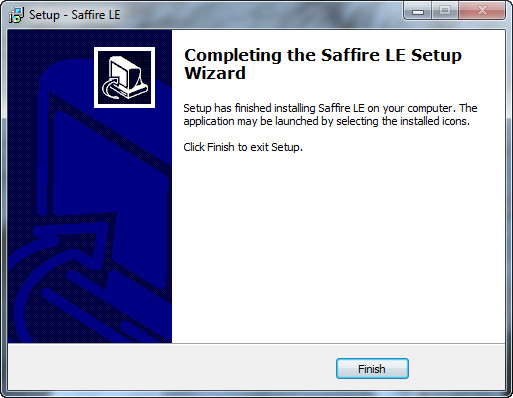 Setup - Saffire LE
Completing the Saffire LE Setup
Wizard
Setup has finished installing Saffire LE on your computer. The
application may be launched by selecting the installed icons.
Click Finish to exit Setup.
Finish